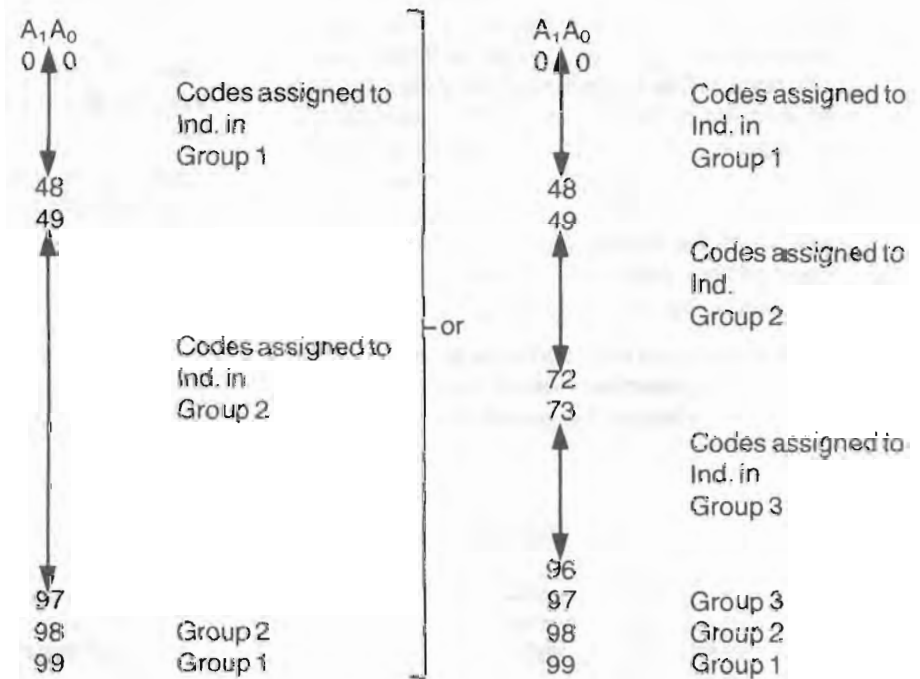 A₁A₀
0 0
Codes assigned to
Ind. in
Group 1
48
49
Codes assigned to
Ind. in
Group 2
97
98 Group 2
99 Group 1
or
A₁A₀
0 0
Codes assigned to
Ind. in
Group 1
48
49
Codes assigned to
Ind.
Group 2
72
73
Codes assigned to
Ind. in
Group 3
96
97 Group 3
98 Group 2
99 Group 1